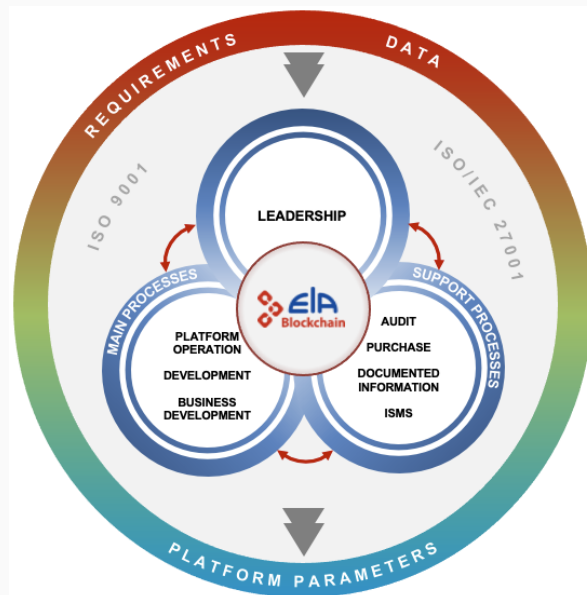 REQUIREMENTS
DATA
ISO 9001
ISO/IEC 27001
LEADERSHIP
EIA
Blockchain
MAIN PROCESSES
PLATFORM
OPERATION
DEVELOPMENT
BUSINESS
DEVELOPMENT
SUPPORT PROCESSES
AUDIT
PURCHASE
DOCUMENTED
INFORMATION
ISMS
PLATFORM PARAMETERS